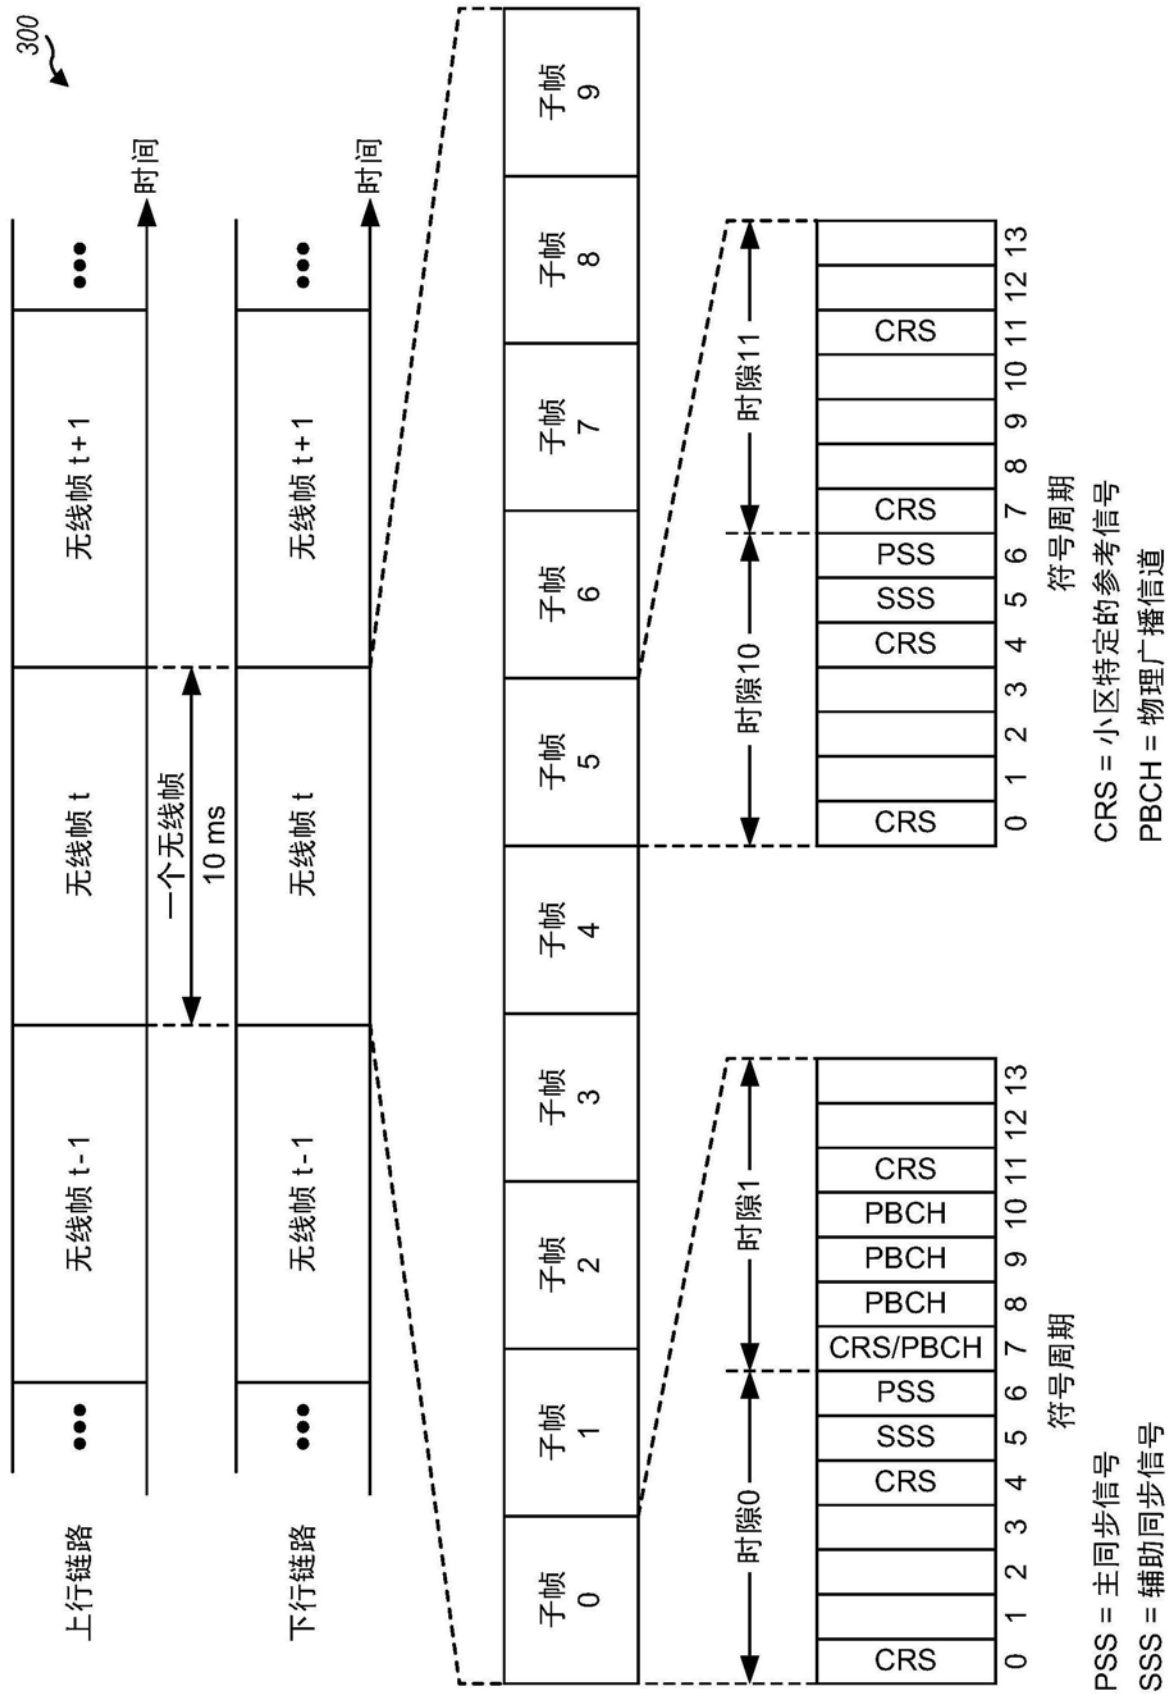 300
上行链路
••• 无线帧 t-1 无线帧 t 无线帧 t+1 •••
时间
一个无线帧
10 ms
下行链路
••• 无线帧 t-1 无线帧 t 无线帧 t+1 •••
时间
子帧 子帧 子帧 子帧 子帧 子帧 子帧 子帧 子帧 子帧
0 1 2 3 4 5 6 7 8 9
时隙0 时隙1
CRS CRS SSS PSS CRS/PBCH PBCH PBCH PBCH CRS
0 1 2 3 4 5 6 7 8 9 10 11 12 13
符号周期
时隙10 时隙11
CRS CRS SSS PSS CRS CRS
0 1 2 3 4 5 6 7 8 9 10 11 12 13
符号周期
PSS = 主同步信号
SSS = 辅助同步信号
CRS = 小区特定的参考信号
PBCH = 物理广播信道